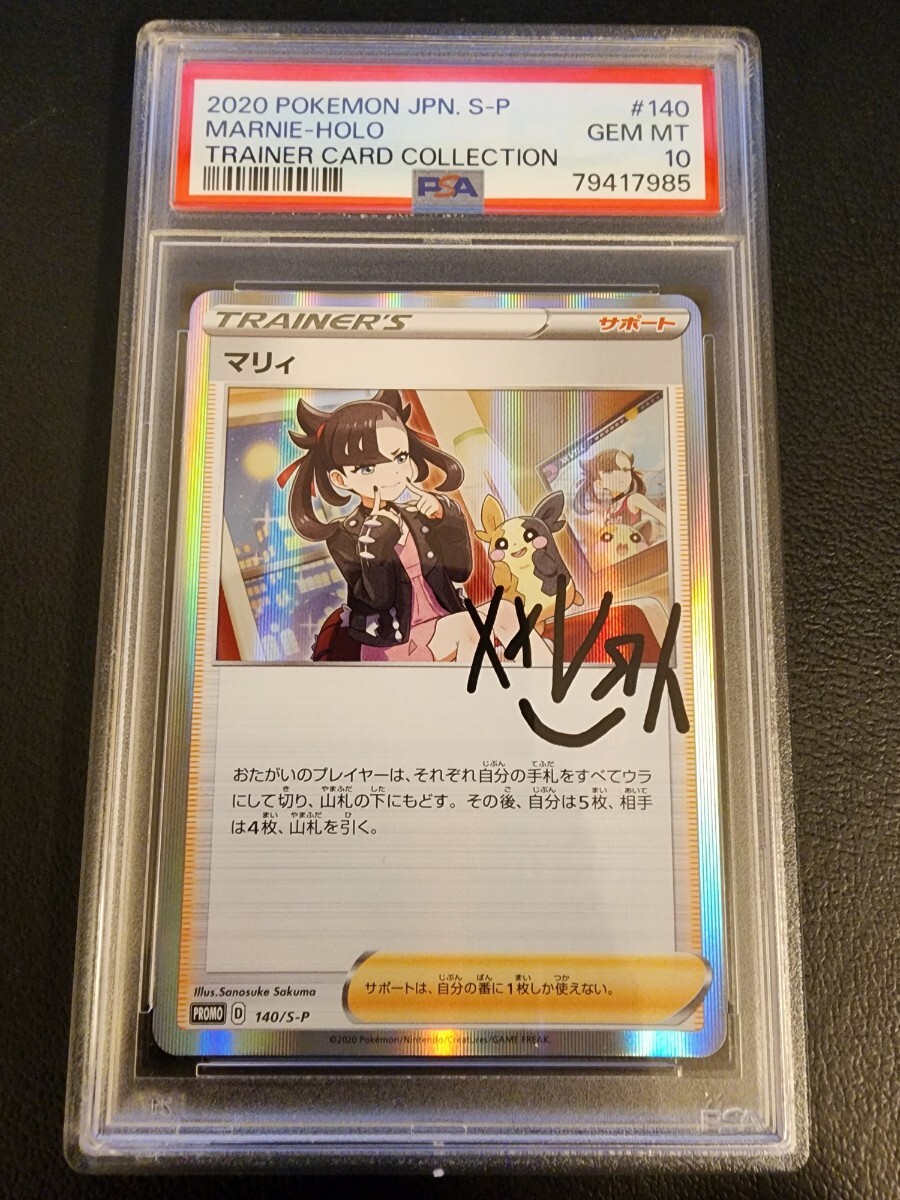 2020 POKEMON JPN. S-P #140
MARNIE-HOLO GEM MT
TRAINER CARD COLLECTION 10
PSA 79417985
TRAINER'S サポート
マリィ
おたがいのプレイヤーは、それぞれ自分の手札をすべてウラ
にして切り、山札の下にもどす。その後、自分は5枚、相手
は4枚、山札を引く。
サポートは、自分の番に1枚しか使えない。
Illus.Sanosuke Sakuma
PROMO D 140/S-P
©2020 Pokémon/Nintendo/Creatures/GAME FREAK.
PSA